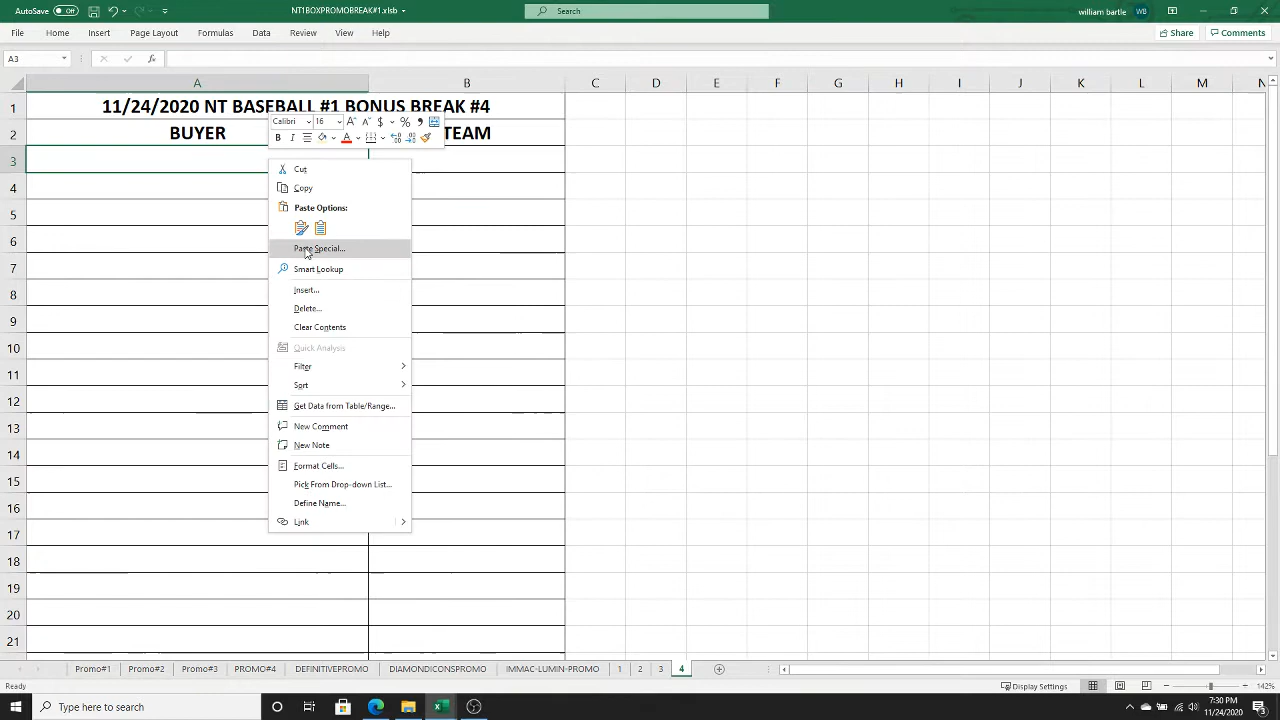 AutoSave Off
NT1BOXPROMOBREAK#1.xlsb
Search
william bartle WB
File Home Insert Page Layout Formulas Data Review View Help Share Comments
A3 fx
A B C D E F G H I J K L M N
1 11/24/2020 NT BASEBALL #1 BONUS BREAK #4
2 BUYER TEAM
Calibri 16 A A $ % ,
B I A
3
4
5
6
7
8
9
10
11
12
13
14
15
16
17
18
19
20
21
Cut
Copy
Paste Options:
Paste Special...
Smart Lookup
Insert...
Delete...
Clear Contents
Quick Analysis
Filter
Sort
Get Data from Table/Range...
New Comment
New Note
Format Cells...
Pick From Drop-down List...
Define Name...
Link
Promo#1 Promo#2 Promo#3 PROMO#4 DEFINITIVEPROMO DIAMONDICONSPROMO IMMAC-LUMIN-PROMO 1 2 3 4
Ready Display Settings 142%
Type here to search
7:30 PM
11/24/2020